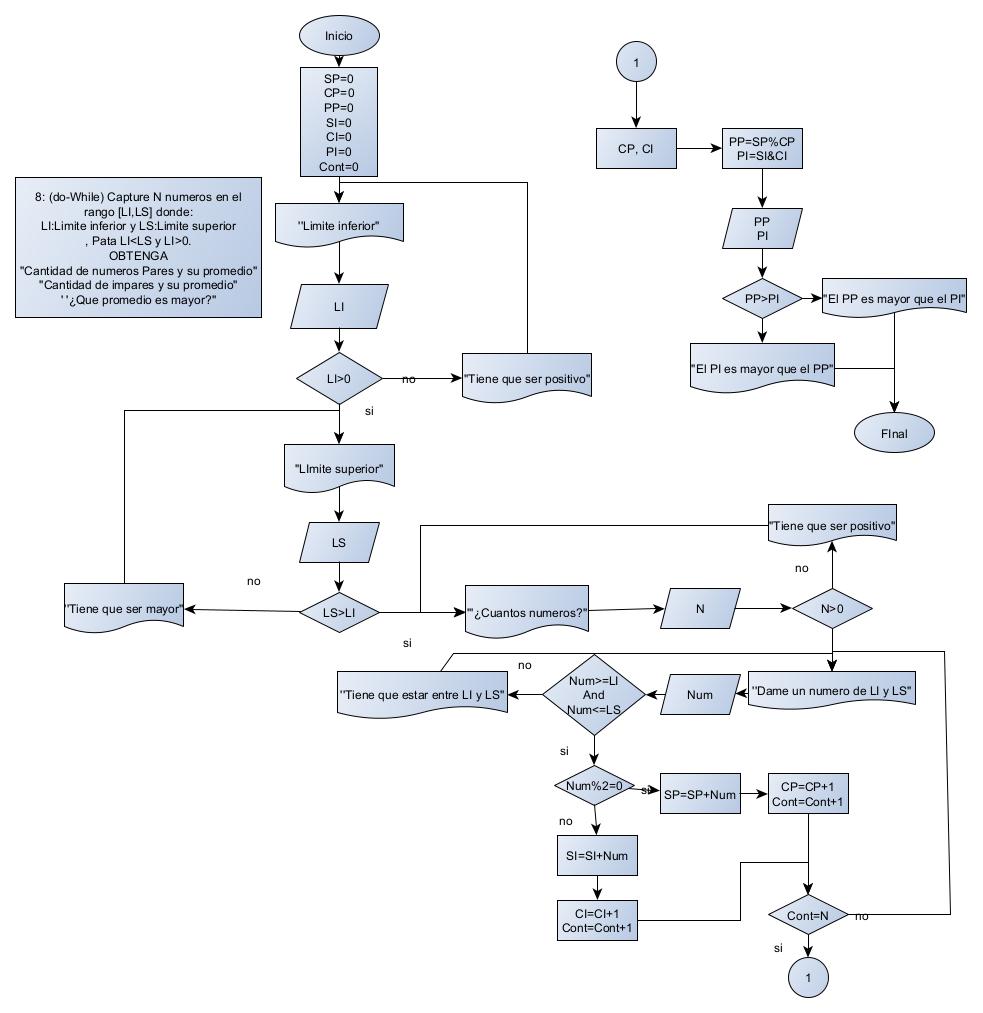 Inicio
SP=0
CP=0
PP=0
SI=0
CI=0
PI=0
Cont=0
8: (do-While) Capture N numeros en el
rango [LI,LS] donde:
LI:Limite inferior y LS:Limite superior
, Pata LI<LS y LI>0.
OBTENGA
"Cantidad de numeros Pares y su promedio"
"Cantidad de impares y su promedio"
' '¿Que promedio es mayor?"
''Limite inferior"
LI
LI>0
no
"Tiene que ser positivo"
si
"LImite superior"
LS
LS>LI
no
''Tiene que ser mayor"
si
"'¿Cuantos numeros?"
N
N>0
no
"Tiene que ser positivo"
''Dame un numero de LI y LS"
Num
Num>=LI
And
Num<=LS
no
''Tiene que estar entre LI y LS"
si
Num%2=0
si
SP=SP+Num
CP=CP+1
Cont=Cont+1
no
SI=SI+Num
CI=CI+1
Cont=Cont+1
Cont=N
no
si
1
1
CP, CI
PP=SP%CP
PI=SI&CI
PP
PI
PP>PI
"El PP es mayor que el PI"
"El PI es mayor que el PP"
FInal